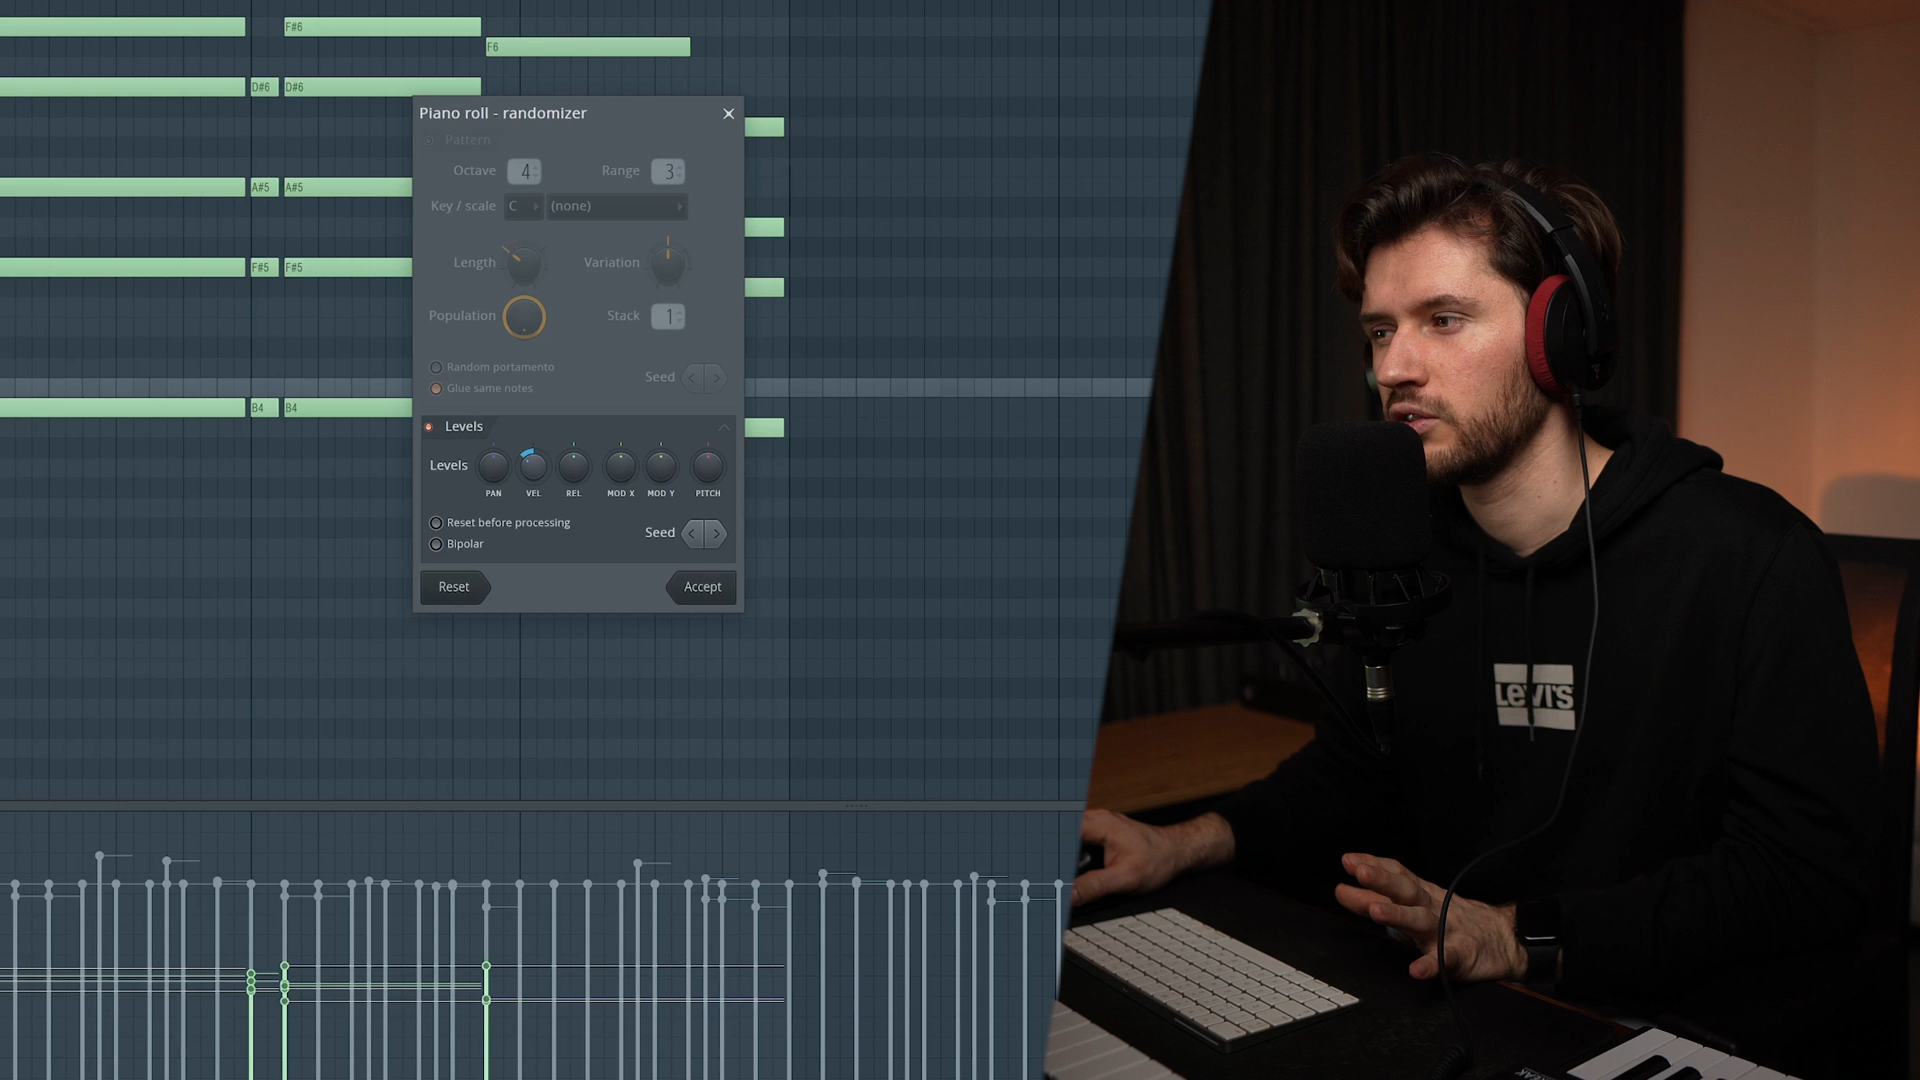 F#6
F6
D#6 D#6
Piano roll - randomizer
Pattern
Octave 4 Range 3
A#5 A#5
Key / scale C (none)
Length Variation
F#5 F#5
Population Stack 1
Random portamento
Seed
Glue same notes
B4 B4
Levels
Levels
PAN VEL REL MOD X MOD Y PITCH
Reset before processing
Seed
Bipolar
Reset Accept
LEVI'S